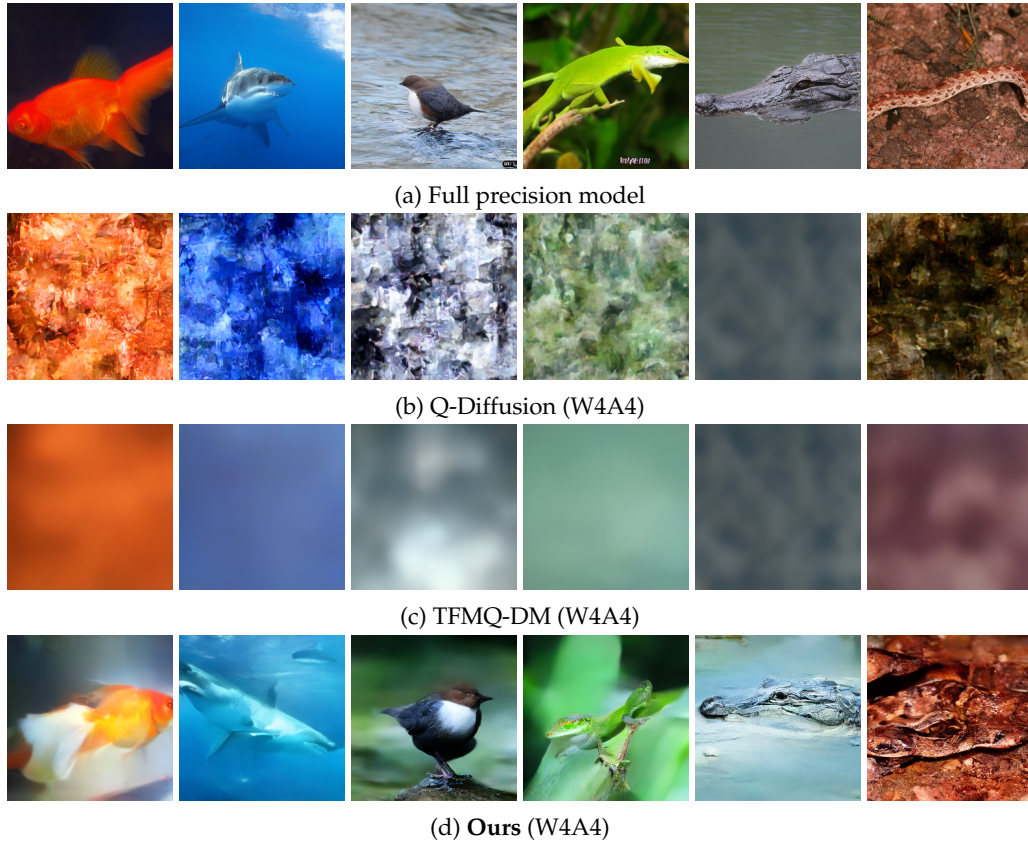 (a) Full precision model
(b) Q-Diffusion (W4A4)
(c) TFMQ-DM (W4A4)
(d) Ours (W4A4)